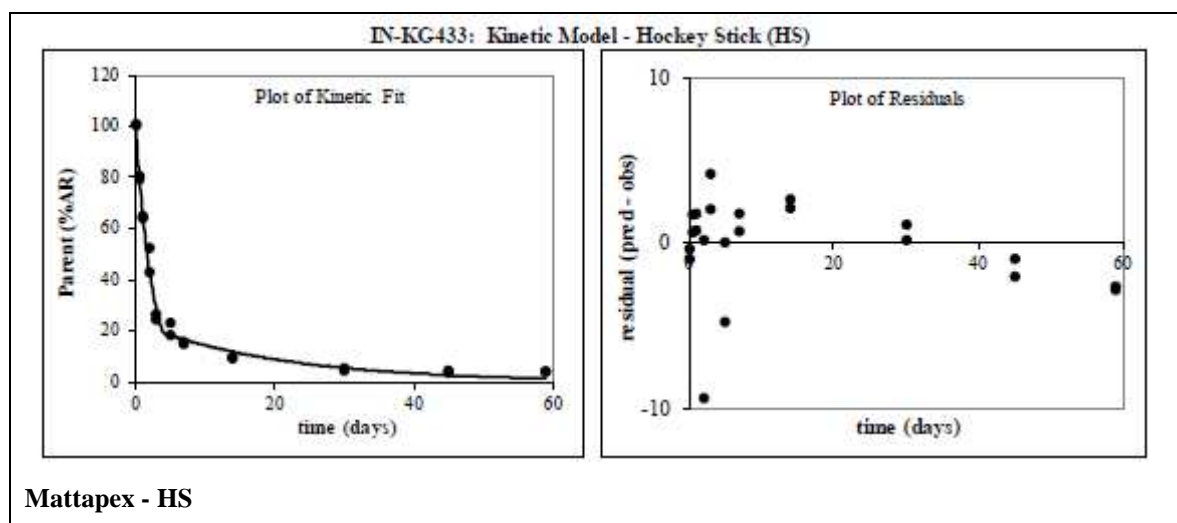 IN-KG433: Kinetic Model - Hockey Stick (HS)
Plot of Kinetic Fit
Parent (%AR)
120
100
80
60
40
20
0
0 20 40 60
time (days)
Plot of Residuals
residual (pred - obs)
10
0
-10
0 20 40 60
time (days)
Mattapex - HS